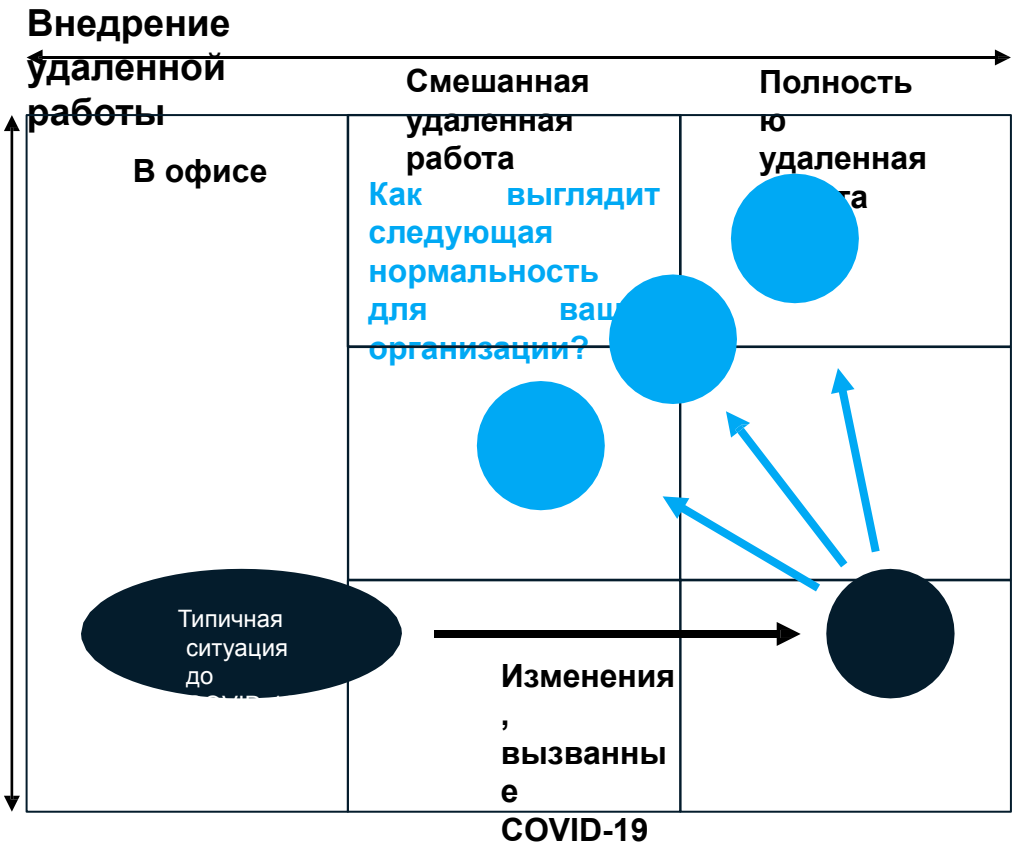 Внедрение
удаленной
работы
Смешанная
удаленная
работа
Полность
ю
удаленная
В офисе
Как выглядит
следующая
нормальность
для ваш
организации?
Типичная
ситуация
до
Изменения
,
вызванны
е
COVID-19